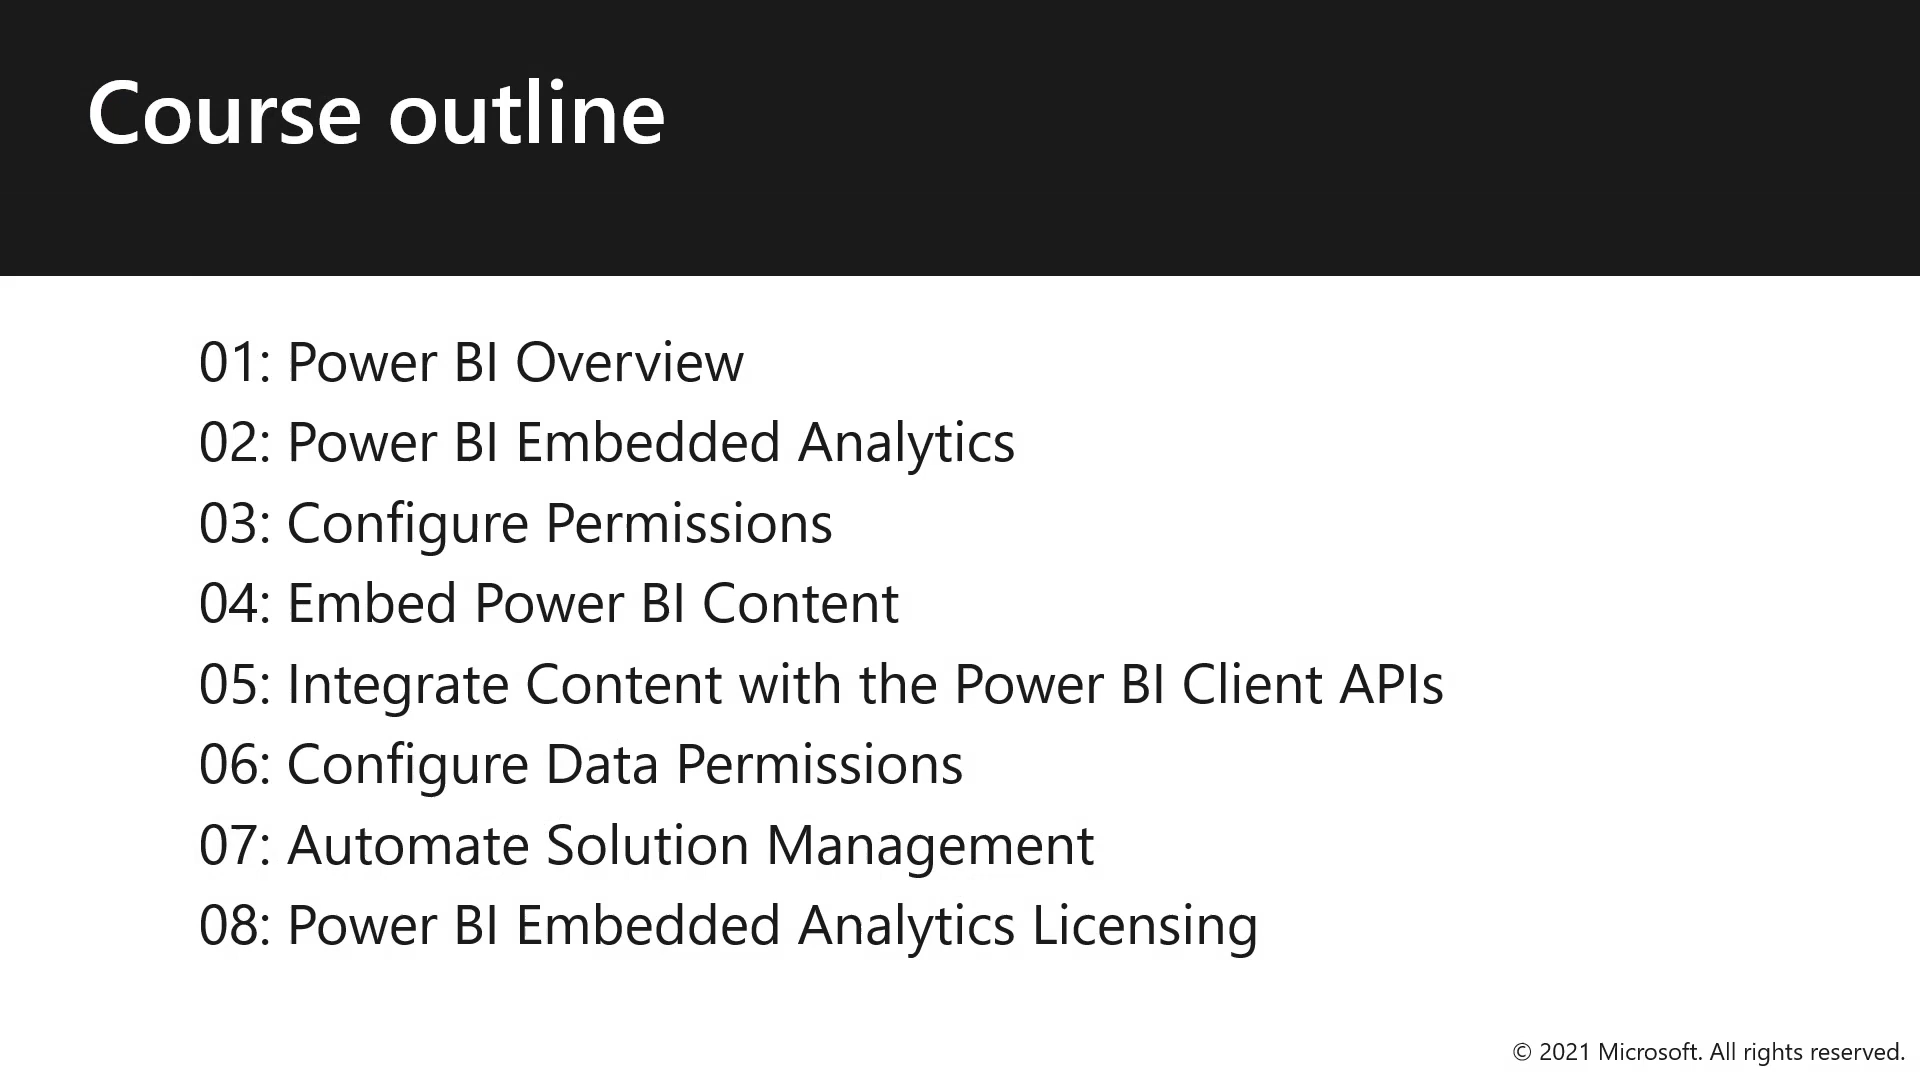 Course outline
01: Power BI Overview
02: Power BI Embedded Analytics
03: Configure Permissions
04: Embed Power BI Content
05: Integrate Content with the Power BI Client APIs
06: Configure Data Permissions
07: Automate Solution Management
08: Power BI Embedded Analytics Licensing
© 2021 Microsoft. All rights reserved.